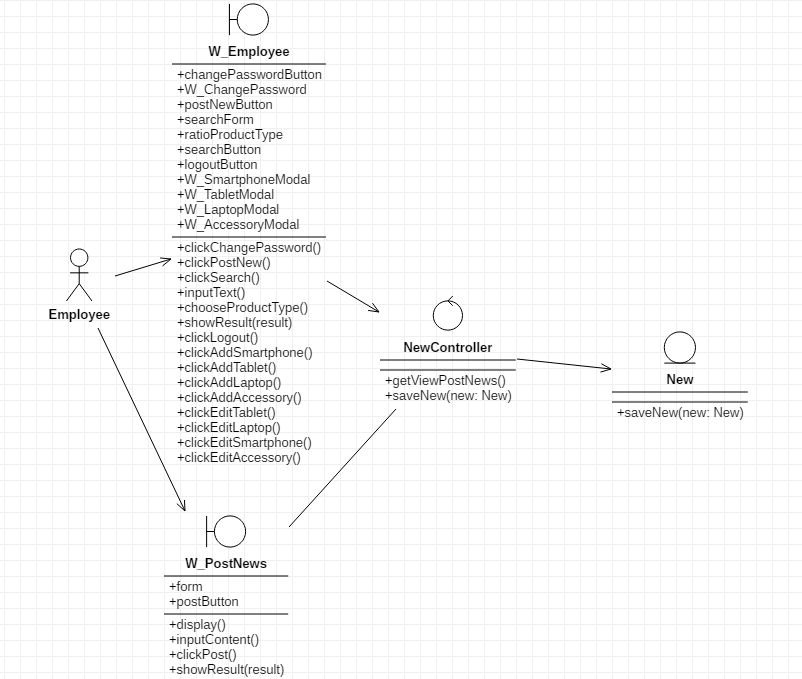 W_Employee
+changePasswordButton
+W_ChangePassword
+postNewButton
+searchForm
+ratioProductType
+searchButton
+logoutButton
+W_SmartphoneModal
+W_TabletModal
+W_LaptopModal
+W_AccessoryModal
+clickChangePassword()
+clickPostNew()
+clickSearch()
+inputText()
+chooseProductType()
+showResult(result)
+clickLogout()
+clickAddSmartphone()
+clickAddTablet()
+clickAddLaptop()
+clickAddAccessory()
+clickEditTablet()
+clickEditLaptop()
+clickEditSmartphone()
+clickEditAccessory()
Employee
NewController
+getViewPostNews()
+saveNew(new: New)
New
+saveNew(new: New)
W_PostNews
+form
+postButton
+display()
+inputContent()
+clickPost()
+showResult(result)